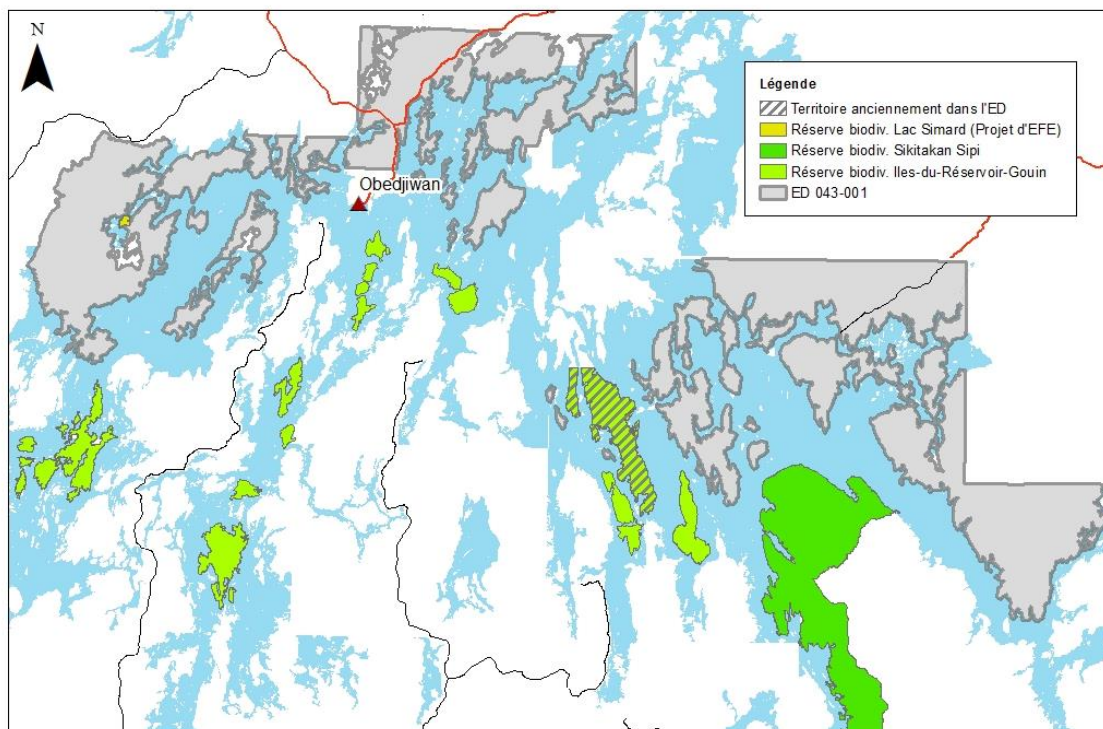 N
Légende
Territoire anciennement dans l'ED
Réserve biodiv. Lac Simard (Projet d'EFE)
Réserve biodiv. Sikitakan Sipi
Réserve biodiv. Iles-du-Réservoir-Gouin
ED 043-001
Obedjiwan